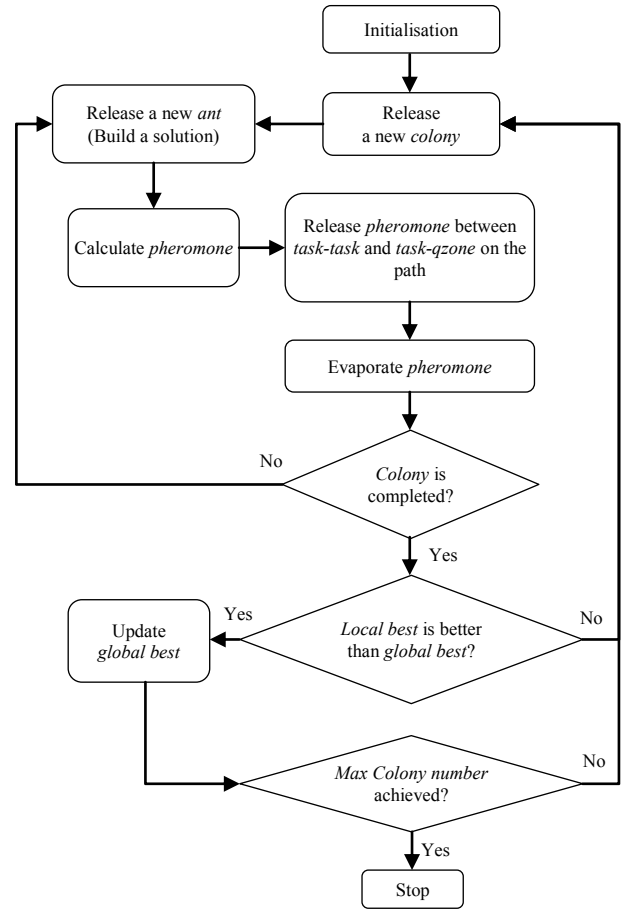 Initialisation
Release
a new colony
Release a new ant
(Build a solution)
Calculate pheromone
Release pheromone between
task-task and task-qzone on the
path
Evaporate pheromone
No
Colony is
completed?
Yes
Yes
Update
global best
Local best is better
than global best?
No
Max Colony number
achieved?
No
Yes
Stop